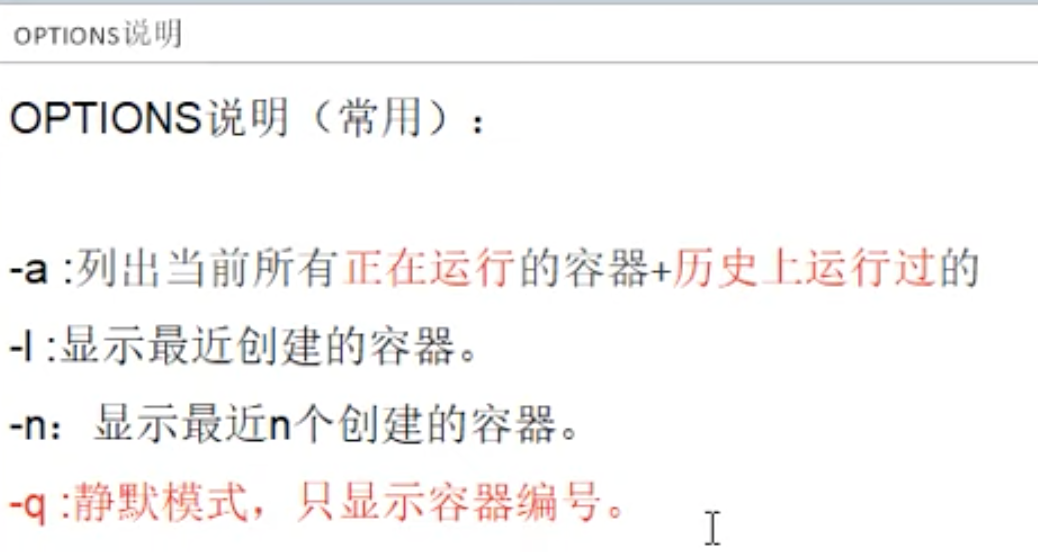 OPTIONS说明
OPTIONS说明（常用）：
-a :列出当前所有正在运行的容器+历史上运行过的
-l :显示最近创建的容器。
-n：显示最近n个创建的容器。
-q :静默模式，只显示容器编号。